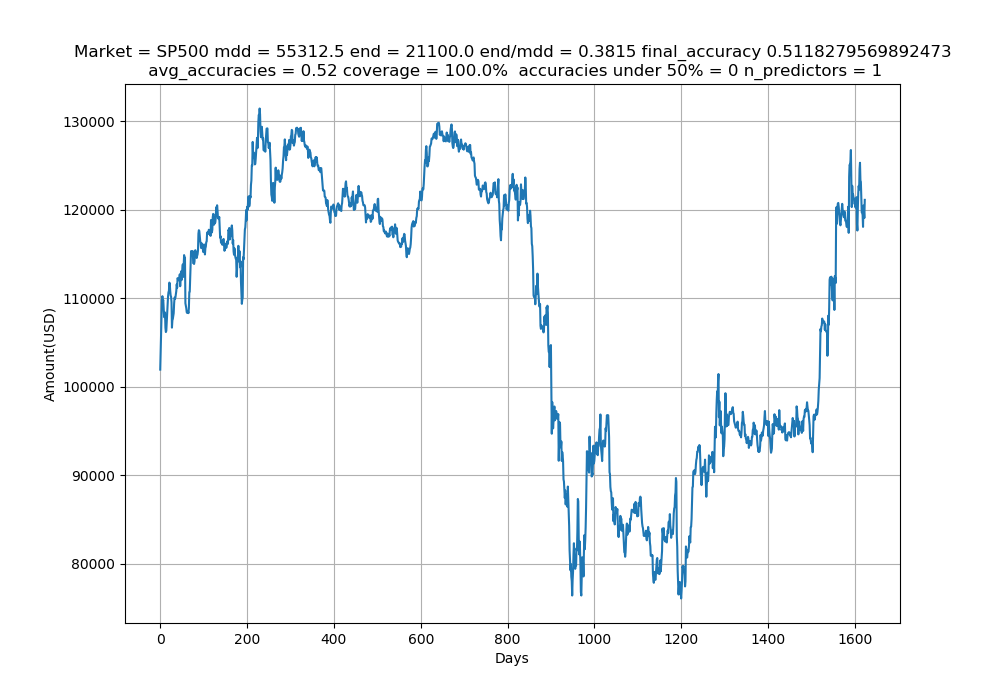 Market = SP500 mdd = 55312.5 end = 21100.0 end/mdd = 0.3815 final_accuracy 0.5118279569892473
avg_accuracies = 0.52 coverage = 100.0%  accuracies under 50% = 0 n_predictors = 1
130000
120000
110000
100000
90000
80000
Amount(USD)
0 200 400 600 800 1000 1200 1400 1600
Days